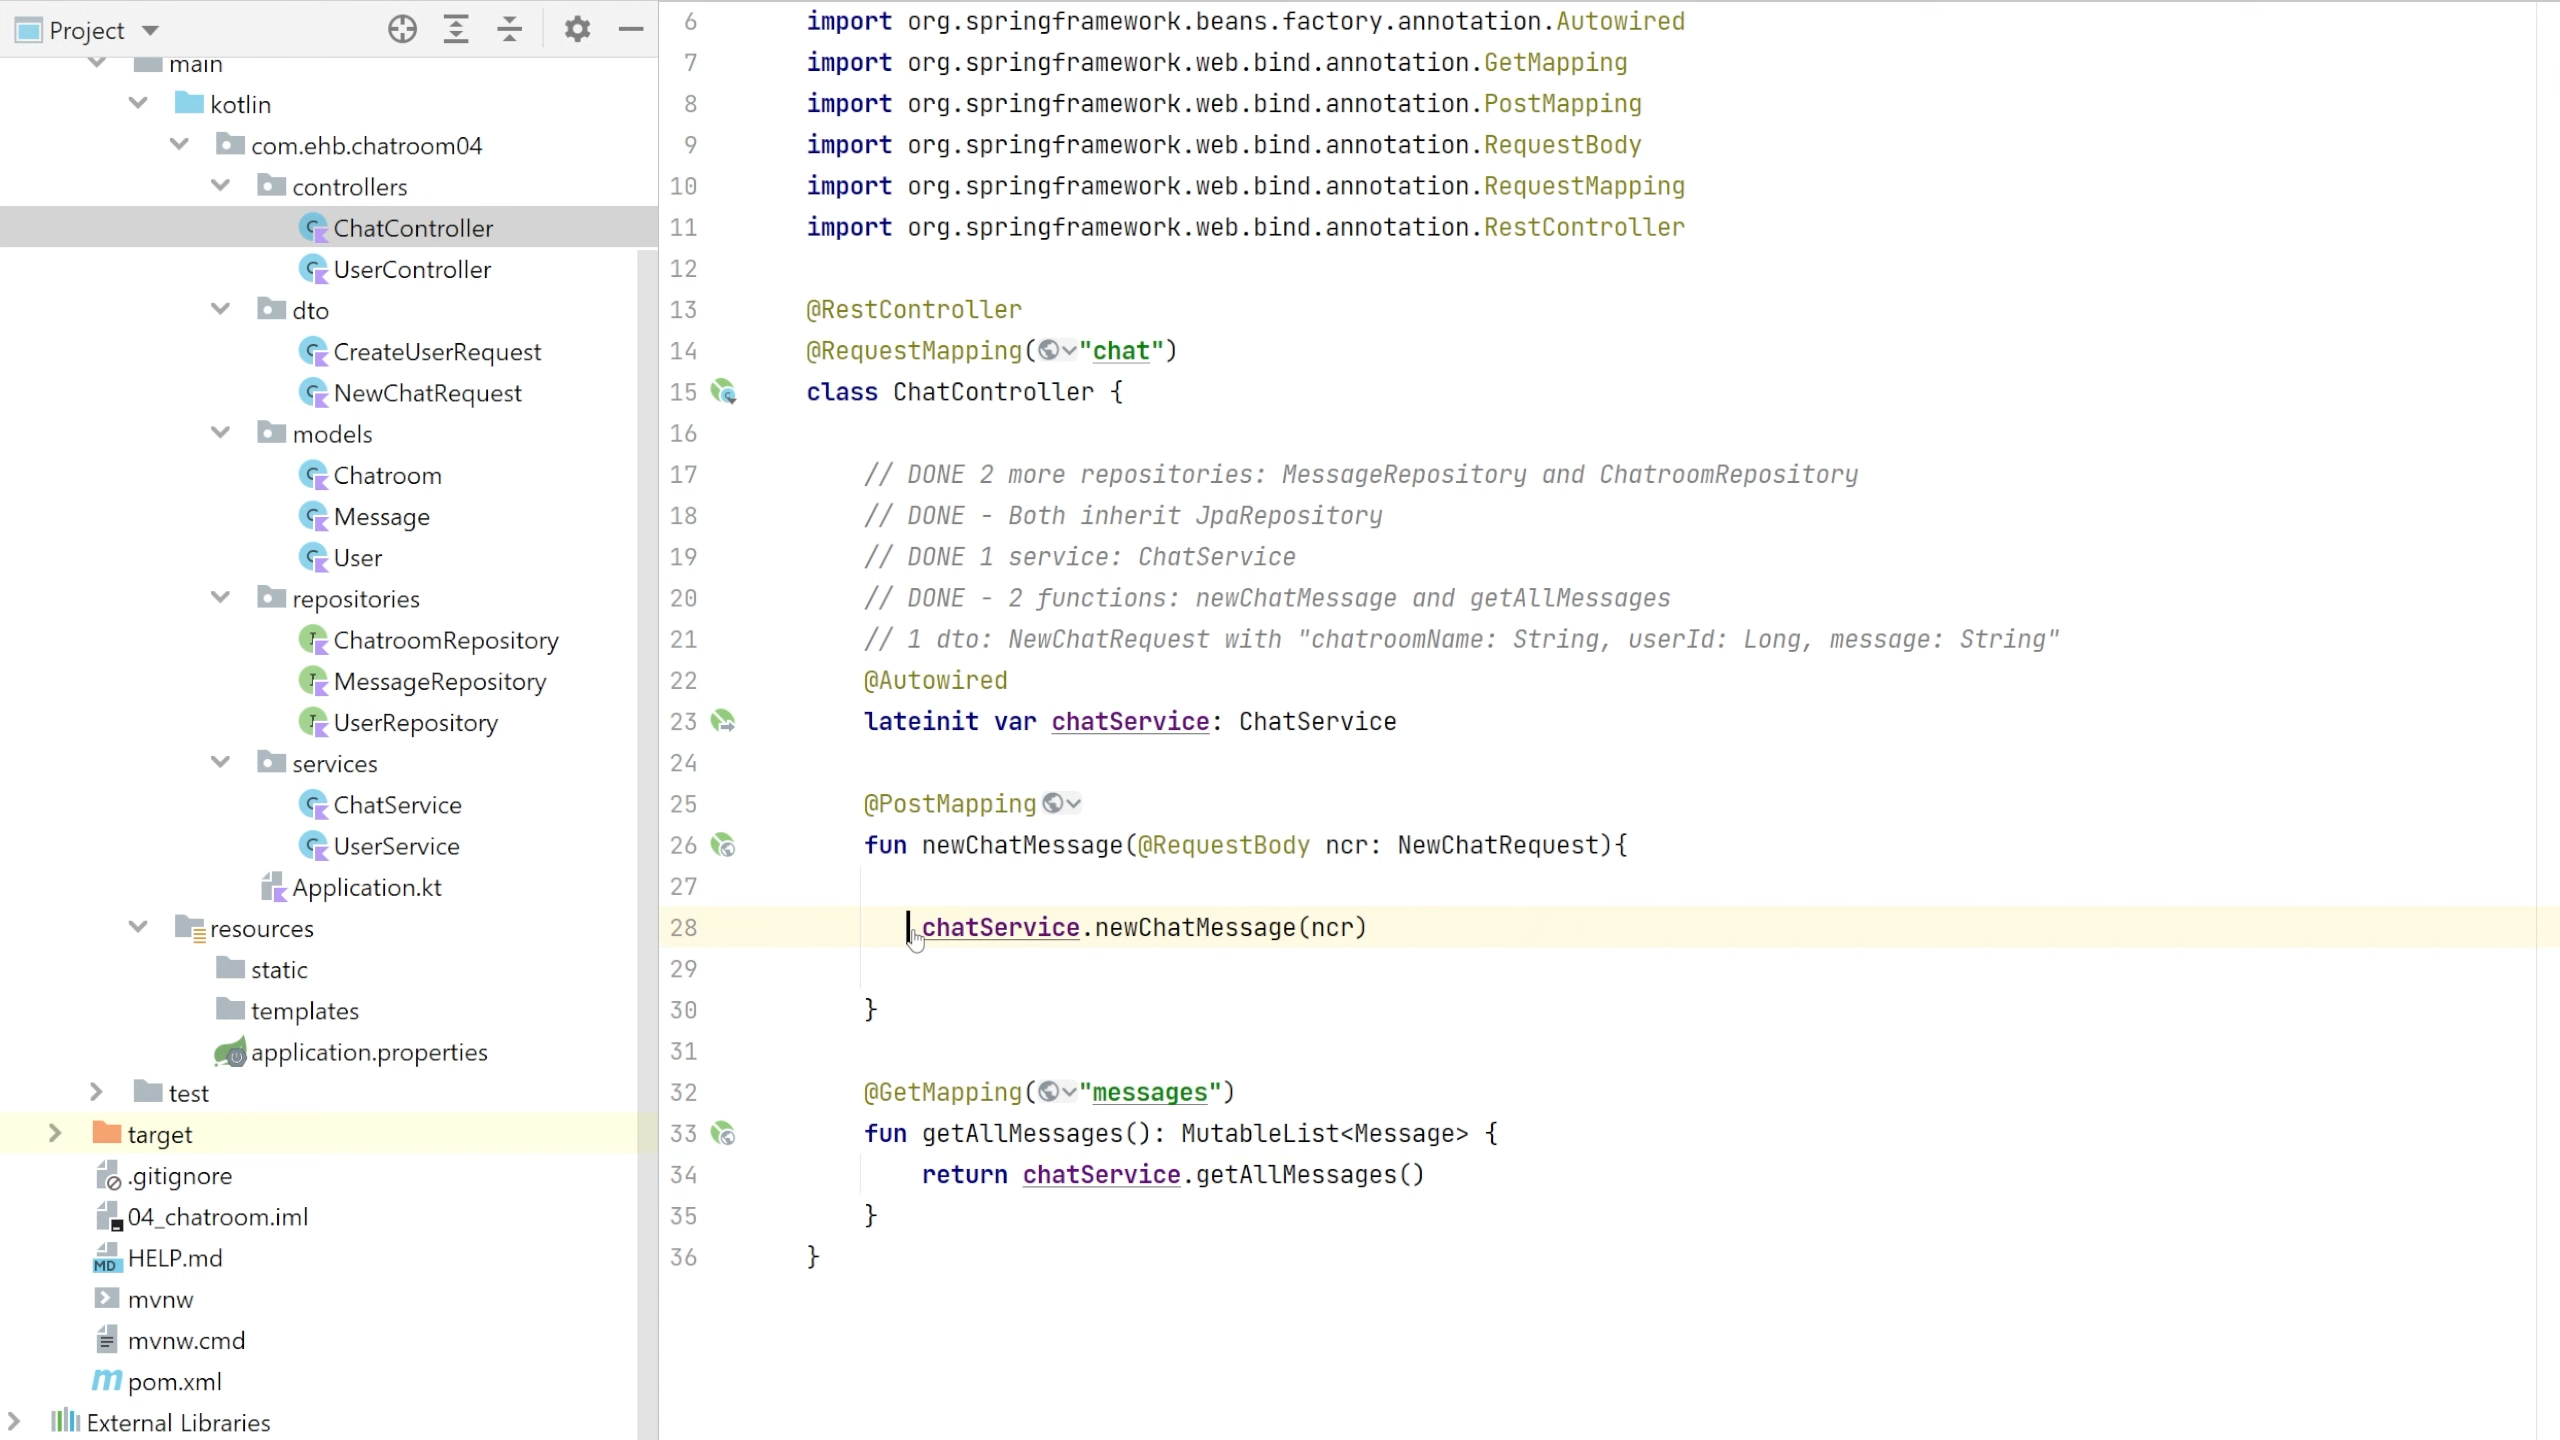 Project
main
kotlin
com.ehb.chatroom04
controllers
ChatController
UserController
dto
CreateUserRequest
NewChatRequest
models
Chatroom
Message
User
repositories
ChatroomRepository
MessageRepository
UserRepository
services
ChatService
UserService
Application.kt
resources
static
templates
application.properties
test
target
.gitignore
04_chatroom.iml
HELP.md
mvnw
mvnw.cmd
pom.xml
External Libraries
6 import org.springframework.beans.factory.annotation.Autowired
7 import org.springframework.web.bind.annotation.GetMapping
8 import org.springframework.web.bind.annotation.PostMapping
9 import org.springframework.web.bind.annotation.RequestBody
10 import org.springframework.web.bind.annotation.RequestMapping
11 import org.springframework.web.bind.annotation.RestController
12
13 @RestController
14 @RequestMapping("chat")
15 class ChatController {
16
17 // DONE 2 more repositories: MessageRepository and ChatroomRepository
18 // DONE - Both inherit JpaRepository
19 // DONE 1 service: ChatService
20 // DONE - 2 functions: newChatMessage and getAllMessages
21 // 1 dto: NewChatRequest with "chatroomName: String, userId: Long, message: String"
22 @Autowired
23 lateinit var chatService: ChatService
24
25 @PostMapping
26 fun newChatMessage(@RequestBody ncr: NewChatRequest){
27
28 chatService.newChatMessage(ncr)
29
30 }
31
32 @GetMapping("messages")
33 fun getAllMessages(): MutableList<Message> {
34 return chatService.getAllMessages()
35 }
36 }